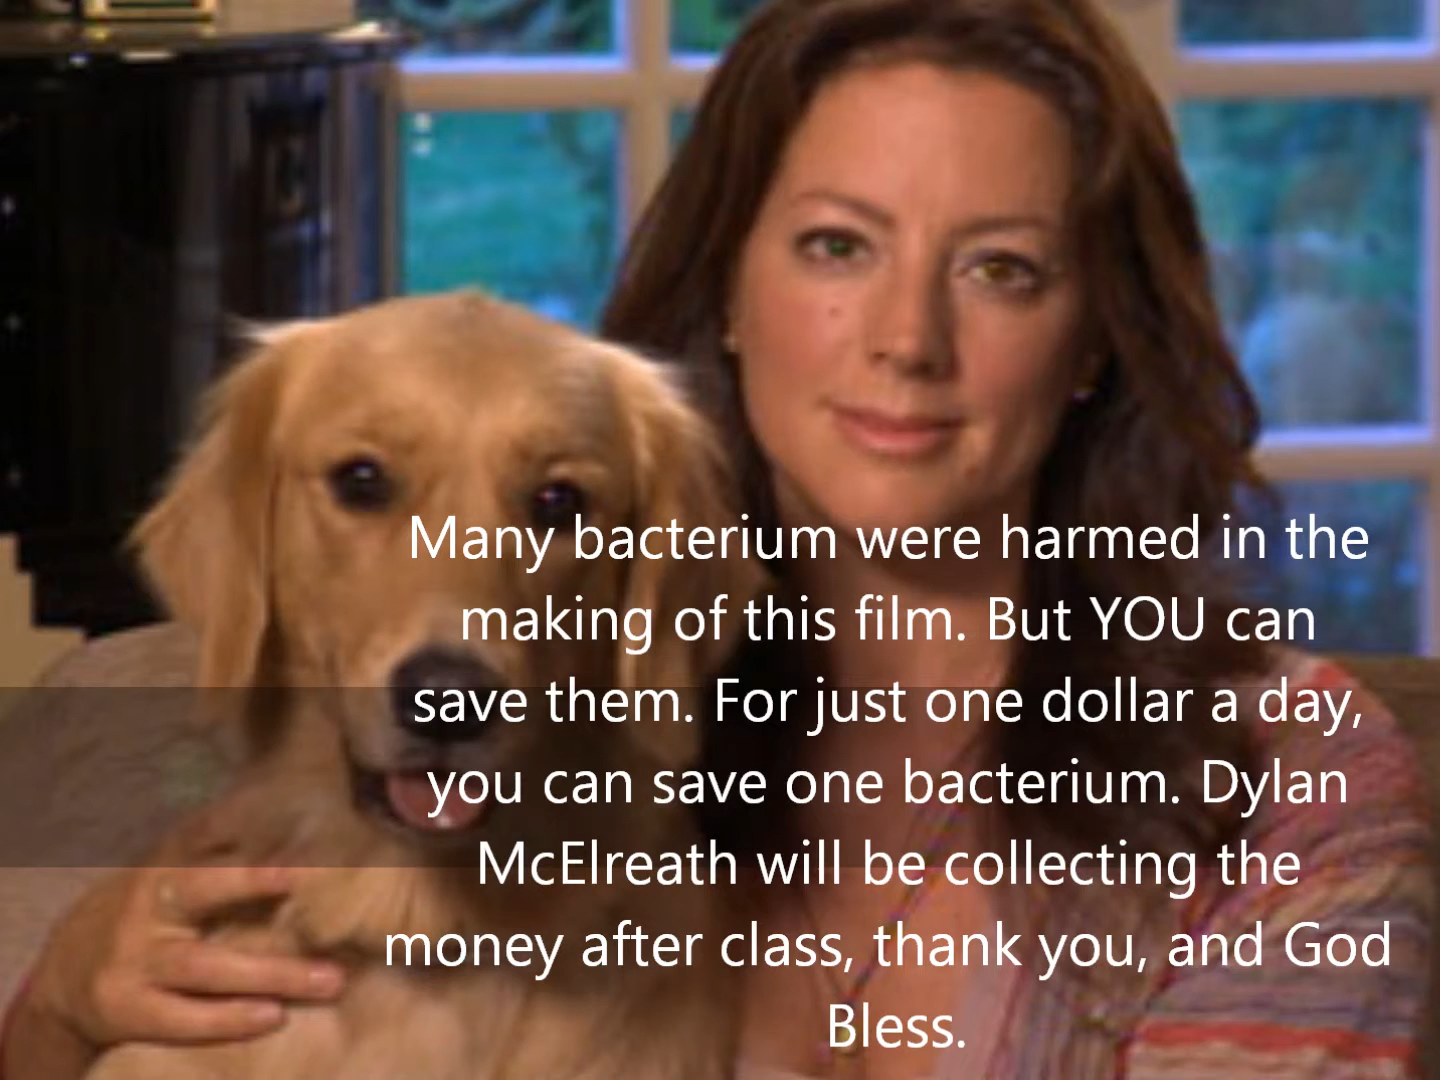 Many bacterium were harmed in the
making of this film. But YOU can
save them. For just one dollar a day,
you can save one bacterium. Dylan
McElreath will be collecting the
money after class, thank you, and God
Bless.